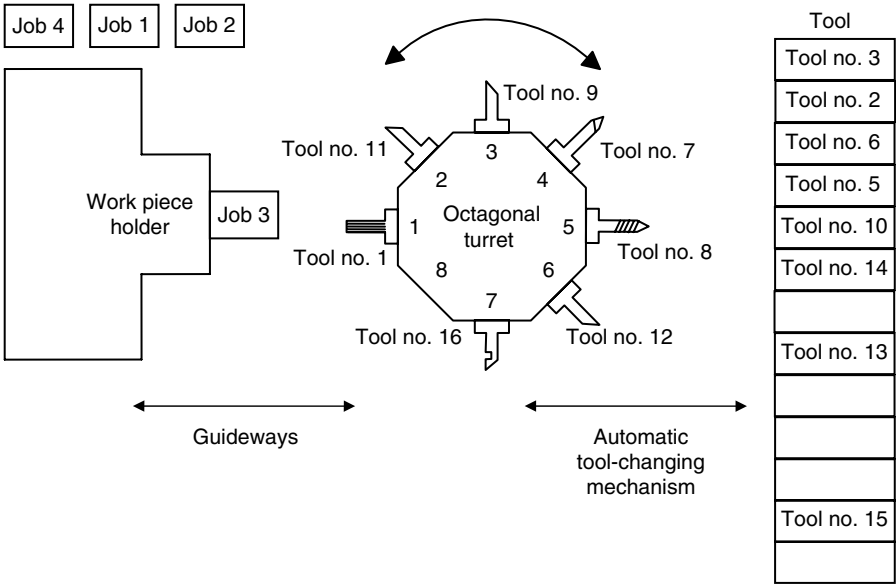 Job 4
Job 1
Job 2
Tool
Tool no. 3
Tool no. 2
Tool no. 6
Tool no. 5
Tool no. 10
Tool no. 14
Tool no. 13
Tool no. 15
Work piece
holder
Job 3
Tool no. 9
Tool no. 11
Tool no. 7
3
2
4
Octagonal
turret
1
5
Tool no. 1
Tool no. 8
8
6
7
Tool no. 16
Tool no. 12
Guideways
Automatic
tool-changing
mechanism